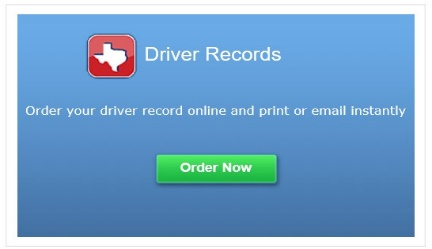 Driver Records
Order your driver record online and print or email instantly
Order Now